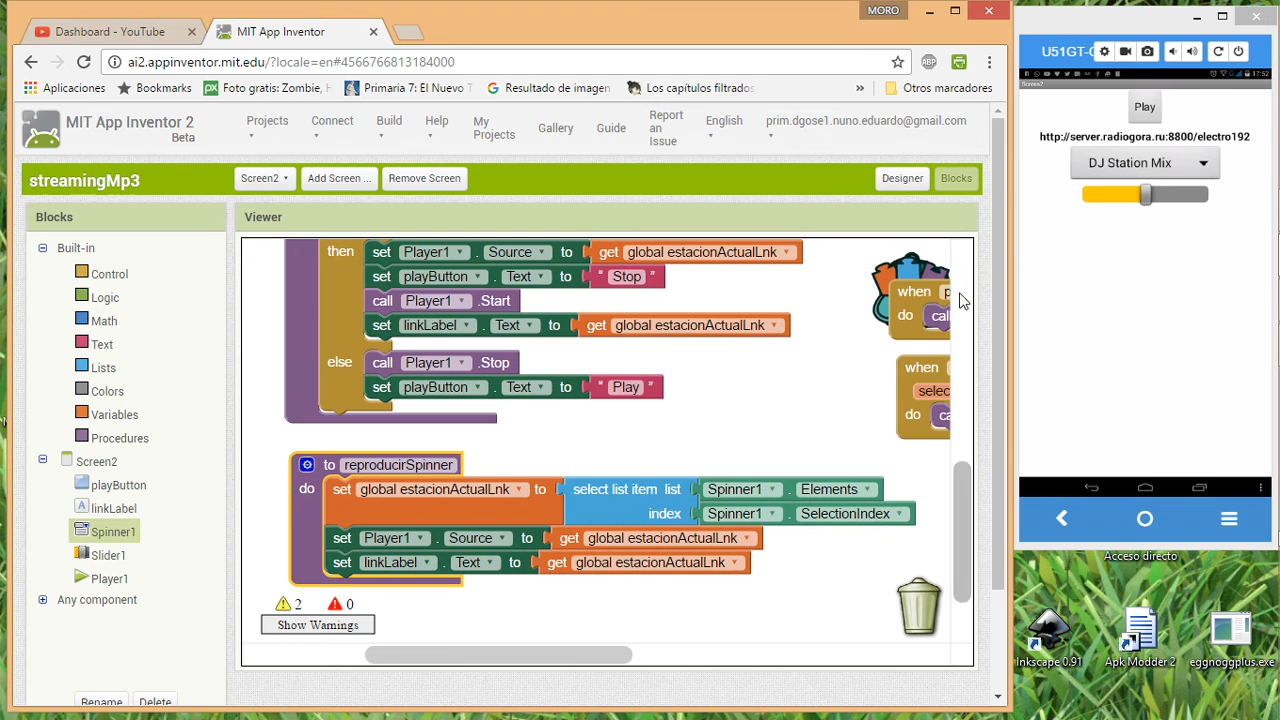 MORO
Dashboard - YouTube
MIT App Inventor
ai2.appinventor.mit.edu/?locale=en#4566766813184000
ABP
Aplicaciones
Bookmarks
Foto gratis: Zombie,
Primaria 7: El Nuevo T
Resultado de imagen
Los capítulos filtrados
»
Otros marcadores
MIT App Inventor 2
Beta
Projects
Connect
Build
Help
My Projects
Gallery
Guide
Report an Issue
English
prim.dgose1.nuno.eduardo@gmail.com
streamingMp3
Screen2
Add Screen ...
Remove Screen
Designer
Blocks
Blocks
Built-in
Control
Logic
Math
Text
Lists
Colors
Variables
Procedures
Screen2
playButton
linkLabel
Spinner1
Slider1
Player1
Any component
Rename
Delete
Viewer
then
set Player1 . Source to get global estacionActualLnk
set playButton . Text to " Stop "
call Player1 .Start
set linkLabel . Text to get global estacionActualLnk
else
call Player1 .Stop
set playButton . Text to " Play "
when p
do cal
when
selec
do ca
to reproducirSpinner
do set global estacionActualLnk to select list item list Spinner1 . Elements
index Spinner1 . SelectionIndex
set Player1 . Source to get global estacionActualLnk
set linkLabel . Text to get global estacionActualLnk
2
0
Show Warnings
U51GT-C
17:52
Screen2
Play
http://server.radiogora.ru:8800/electro192
DJ Station Mix
Acceso directo
Inkscape 0.91
Apk Modder 2
eggnoggplus.exe